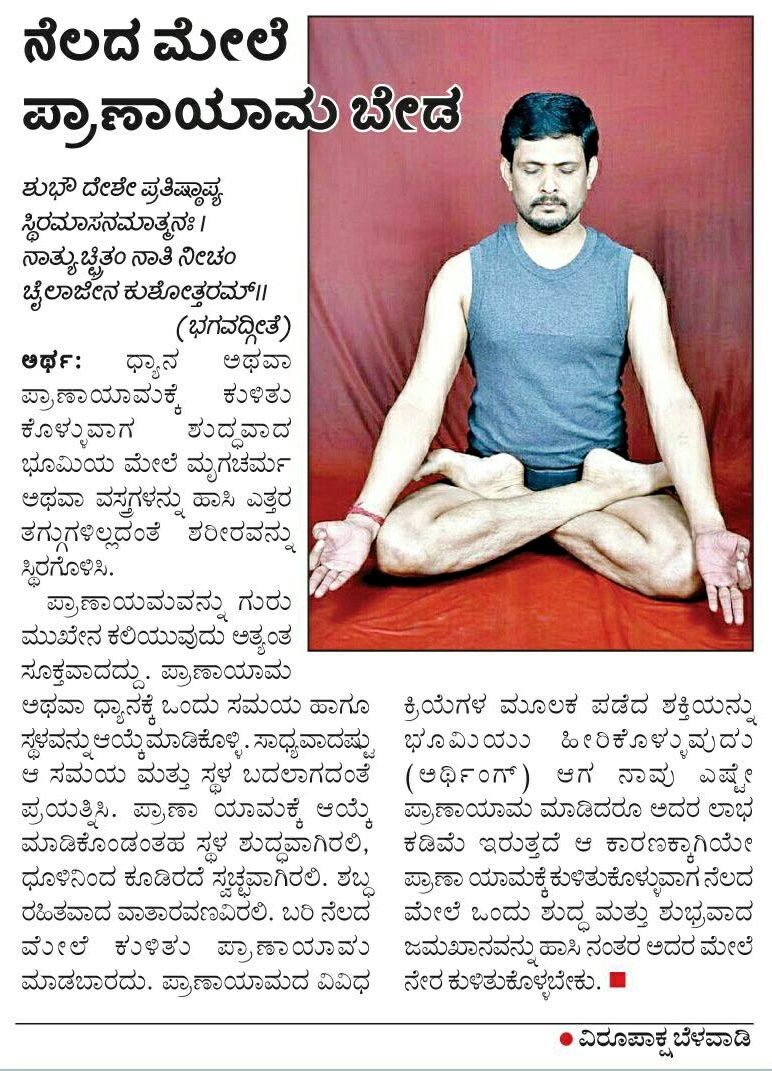 ನೆಲದ ಮೇಲೆ
ಪ್ರಾಣಾಯಾಮ ಬೇಡ
ಶುಭೌ ದೇಶೇ ಪ್ರತಿಷ್ಠಾಪ್ಯ
ಸ್ಥಿರಮಾಸನಮಾತ್ಮನಃ ।
ನಾತ್ಯುಚ್ಛ್ರಿತಂ ನಾತಿ ನೀಚಂ
ಚೈಲಾಜೇನ ಕುಶೋತ್ತರಮ್॥
(ಭಗವದ್ಗೀತೆ)
ಅರ್ಥ: ಧ್ಯಾನ ಅಥವಾ
ಪ್ರಾಣಾಯಾಮಕ್ಕೆ ಕುಳಿತು
ಕೊಳ್ಳುವಾಗ ಶುದ್ಧವಾದ
ಭೂಮಿಯ ಮೇಲೆ ಮೃಗಚರ್ಮ
ಅಥವಾ ವಸ್ತ್ರಗಳನ್ನು ಹಾಸಿ ಎತ್ತರ
ತಗ್ಗುಗಳಿಲ್ಲದಂತೆ ಶರೀರವನ್ನು
ಸ್ಥಿರಗೊಳಿಸಿ.
ಪ್ರಾಣಾಯಮವನ್ನು ಗುರು
ಮುಖೇನ ಕಲಿಯುವುದು ಅತ್ಯಂತ
ಸೂಕ್ತವಾದದ್ದು. ಪ್ರಾಣಾಯಾಮ
ಅಥವಾ ಧ್ಯಾನಕ್ಕೆ ಒಂದು ಸಮಯ ಹಾಗೂ
ಸ್ಥಳವನ್ನು ಆಯ್ಕೆಮಾಡಿಕೊಳ್ಳಿ. ಸಾಧ್ಯವಾದಷ್ಟು
ಆ ಸಮಯ ಮತ್ತು ಸ್ಥಳ ಬದಲಾಗದಂತೆ
ಪ್ರಯತ್ನಿಸಿ. ಪ್ರಾಣಾ ಯಾಮಕ್ಕೆ ಆಯ್ಕೆ
ಮಾಡಿಕೊಂಡಂತಹ ಸ್ಥಳ ಶುದ್ಧವಾಗಿರಲಿ,
ಧೂಳಿನಿಂದ ಕೂಡಿರದೆ ಸ್ವಚ್ಛವಾಗಿರಲಿ. ಶಬ್ಧ
ರಹಿತವಾದ ವಾತಾರವಣವಿರಲಿ. ಬರಿ ನೆಲದ
ಮೇಲೆ ಕುಳಿತು ಪ್ರಾಣಾಯಾಮ
ಮಾಡಬಾರದು. ಪ್ರಾಣಾಯಾಮದ ವಿವಿಧ
ಕ್ರಿಯೆಗಳ ಮೂಲಕ ಪಡೆದ ಶಕ್ತಿಯನ್ನು
ಭೂಮಿಯು ಹೀರಿಕೊಳ್ಳುವುದು
(ಅರ್ಥಿಂಗ್) ಆಗ ನಾವು ಎಷ್ಟೇ
ಪ್ರಾಣಾಯಾಮ ಮಾಡಿದರೂ ಅದರ ಲಾಭ
ಕಡಿಮೆ ಇರುತ್ತದೆ ಆ ಕಾರಣಕ್ಕಾಗಿಯೇ
ಪ್ರಾಣಾ ಯಾಮಕ್ಕೆ ಕುಳಿತುಕೊಳ್ಳುವಾಗ ನೆಲದ
ಮೇಲೆ ಒಂದು ಶುದ್ಧ ಮತ್ತು ಶುಭ್ರವಾದ
ಜಮಖಾನವನ್ನು ಹಾಸಿ ನಂತರ ಅದರ ಮೇಲೆ
ನೇರ ಕುಳಿತುಕೊಳ್ಳಬೇಕು.
ವಿರೂಪಾಕ್ಷ ಬೆಳವಾಡಿ